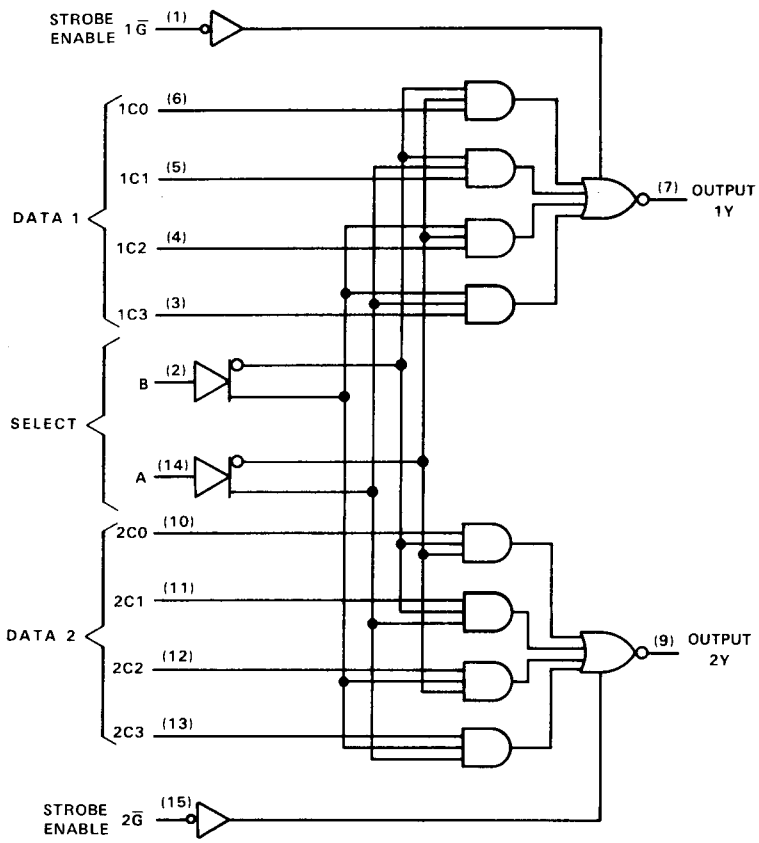 STROBE
ENABLE 1G̅ (1)
1C0 (6)
1C1 (5)
DATA 1
(7) OUTPUT
1Y
1C2 (4)
1C3 (3)
B (2)
SELECT
A (14)
2C0 (10)
2C1 (11)
DATA 2
(9) OUTPUT
2Y
2C2 (12)
2C3 (13)
STROBE
ENABLE 2G̅ (15)